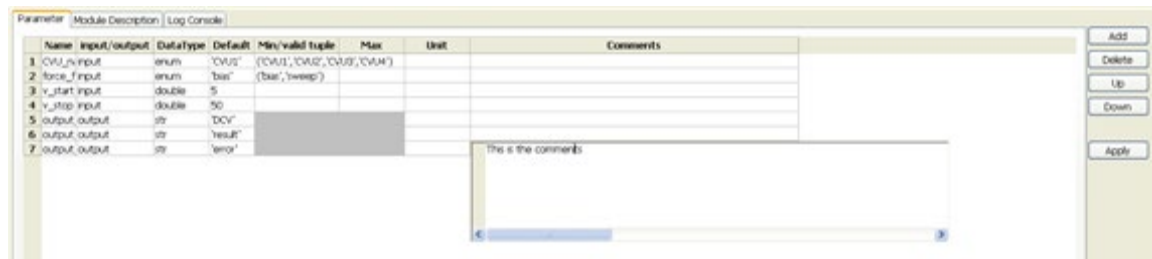 Parameter Module Description Log Console
Name input/output DataType Default Min/valid tuple Max Unit Comments
1 CVU_n input enum 'CVU1' ('CVU1','CVU2','CVU3','CVU4')
2 force_f input enum 'bias' ('bias','sweep')
3 v_start input double 5
4 v_stop input double 50
5 output_ output str 'DCV'
6 output_ output str 'result'
7 output_ output str 'error'
This is the comments
Add
Delete
Up
Down
Apply